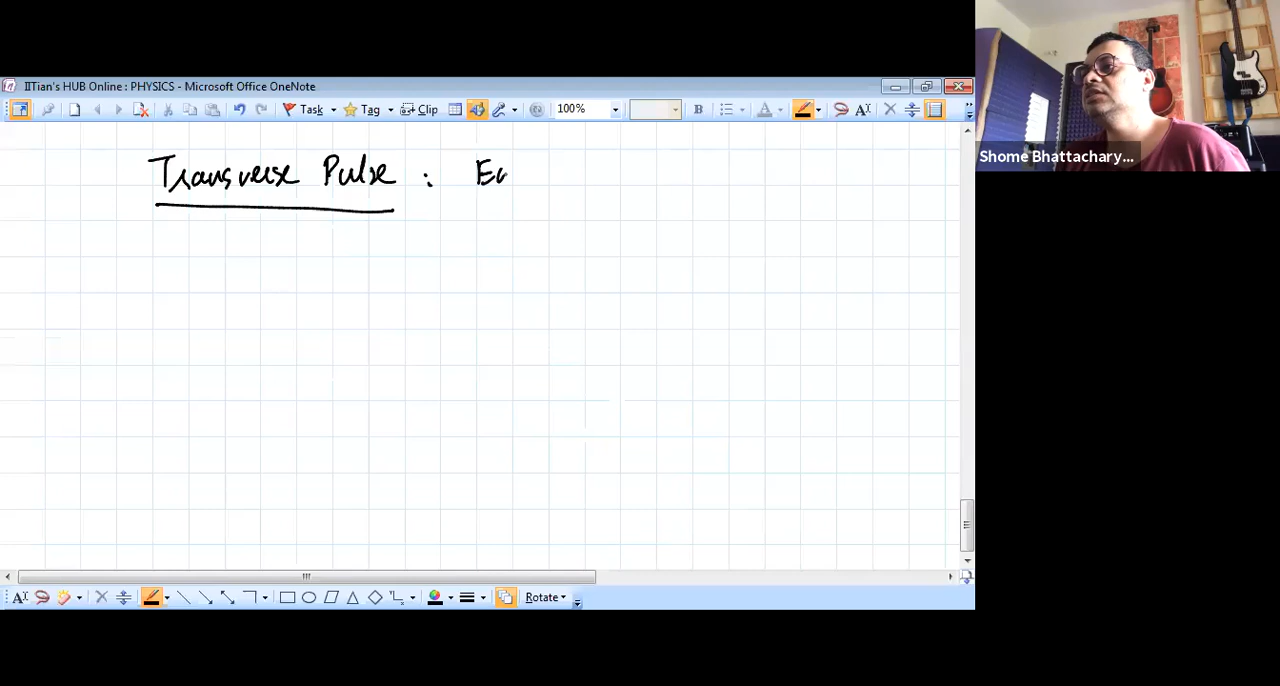 IITian's HUB Online : PHYSICS - Microsoft Office OneNote
Task Tag Clip 100% B A
Transverse Pulse :
Shome Bhattachary...
Rotate